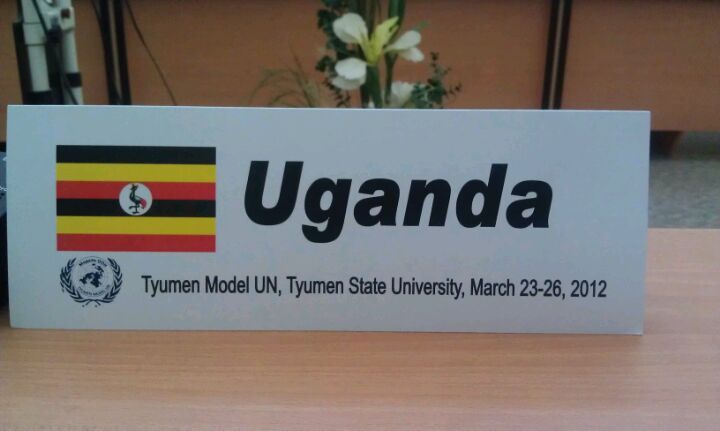 Uganda
Tyumen Model UN, Tyumen State University, March 23-26, 2012